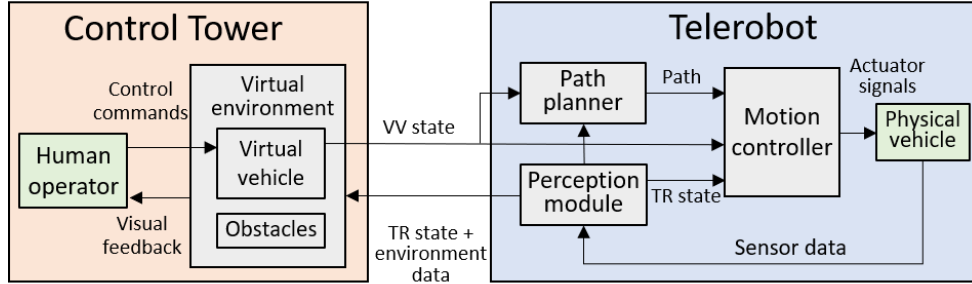 Control Tower
Control
commands
Human
operator
Visual
feedback
Virtual
environment
Virtual
vehicle
Obstacles
VV state
TR state +
environment
data
Telerobot
Path
planner
Path
Perception
module
TR state
Motion
controller
Actuator
signals
Physical
vehicle
Sensor data